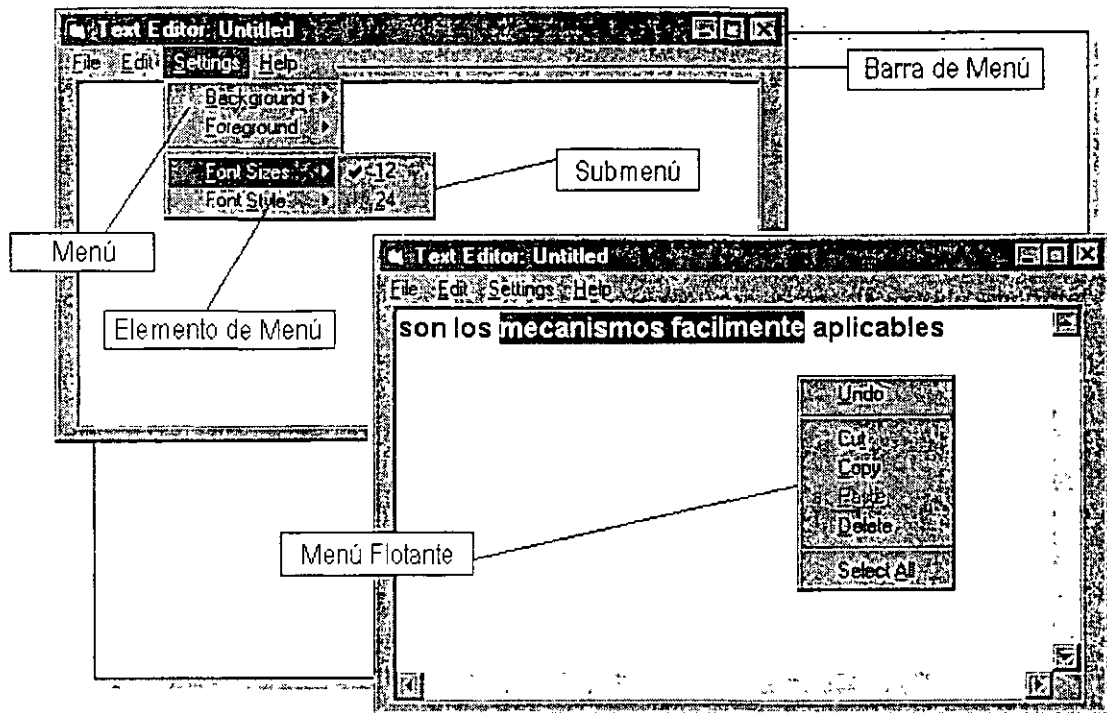 Text Editor: Untitled
File Edit Settings Help
Barra de Menú
Background
Foreground
Font Sizes
12
Submenú
Font Style
24
Menú
Elemento de Menú
Text Editor: Untitled
File Edit Settings Help
son los mecanismos facilmente aplicables
Undo
Cut
Copy
Paste
Delete
Select All
Menú Flotante